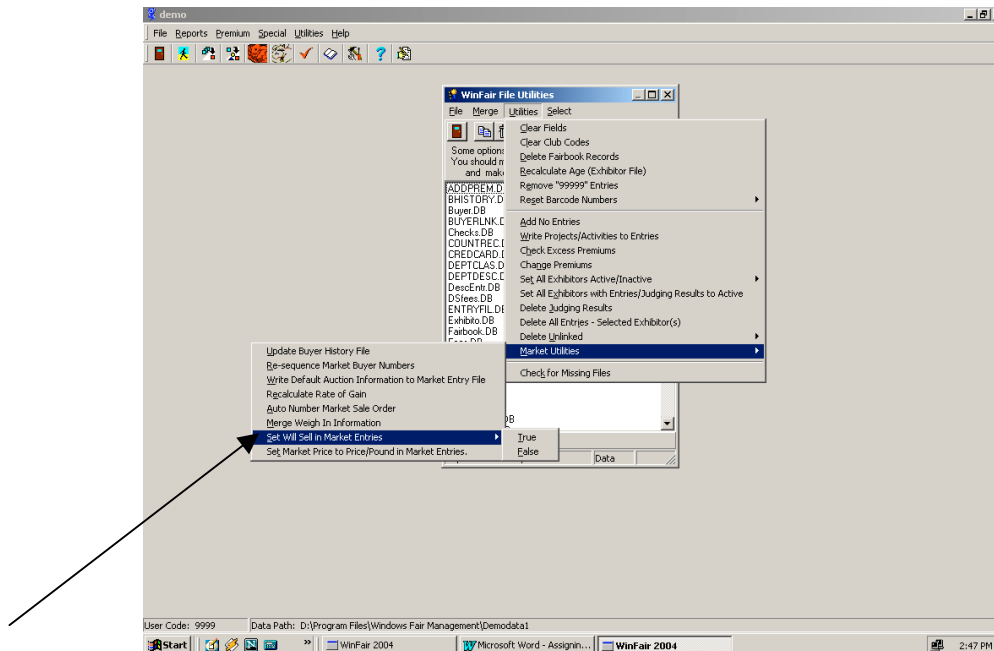 demo
File Reports Premium Special Utilities Help
WinFair File Utilities
File Merge Utilities Select
Some options
You should
and
ADDPREM.D
BHISTORY.D
Buyer.DB
BUYERLNK.D
Checks.DB
COUNTREC.
CREDCARD.
DEPTCLAS.D
DEPTDESC.
DescEntr.DB
DSfees.DB
ENTRYFIL.D
Exhibito.DB
Fairbook.DB
Clear Fields
Clear Club Codes
Delete Fairbook Records
Recalculate Age (Exhibitor File)
Remove "99999" Entries
Reset Barcode Numbers
Add No Entries
Write Projects/Activities to Entries
Check Excess Premiums
Change Premiums
Set All Exhibitors Active/Inactive
Set All Exhibitors with Entries/Judging Results to Active
Delete Judging Results
Delete All Entries - Selected Exhibitor(s)
Delete Unlinked
Market Utilities
Check for Missing Files
Update Buyer History File
Re-sequence Market Buyer Numbers
Write Default Auction Information to Market Entry File
Recalculate Rate of Gain
Auto Number Market Sale Order
Merge Weigh In Information
Set Will Sell in Market Entries
Set Market Price to Price/Pound in Market Entries.
True
False
Data
User Code: 9999 Data Path: D:\Program Files\Windows Fair Management\Demodata1
Start » WinFair 2004 Microsoft Word - Assignin... WinFair 2004 2:47 PM